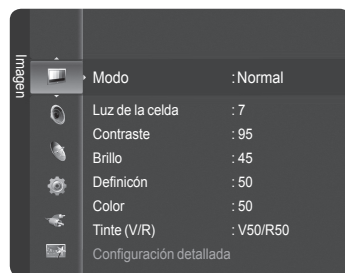 Imagen
Modo : Normal
Luz de la celda : 7
Contraste : 95
Brillo : 45
Definicón : 50
Color : 50
Tinte (V/R) : V50/R50
Configuración detallada